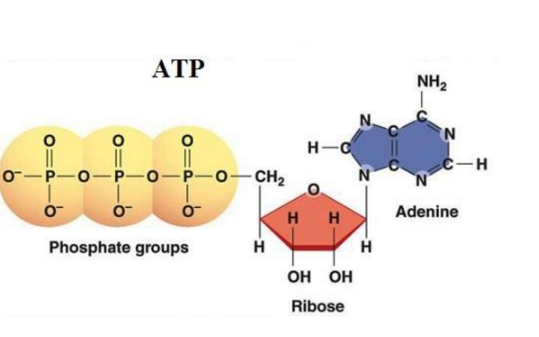 ATP
NH₂
N C C N
H C C C H
N N
O O O
O⁻ P O P O P O CH₂
O⁻ O⁻ O⁻
O
Adenine
Phosphate groups
H H H H
OH OH
Ribose